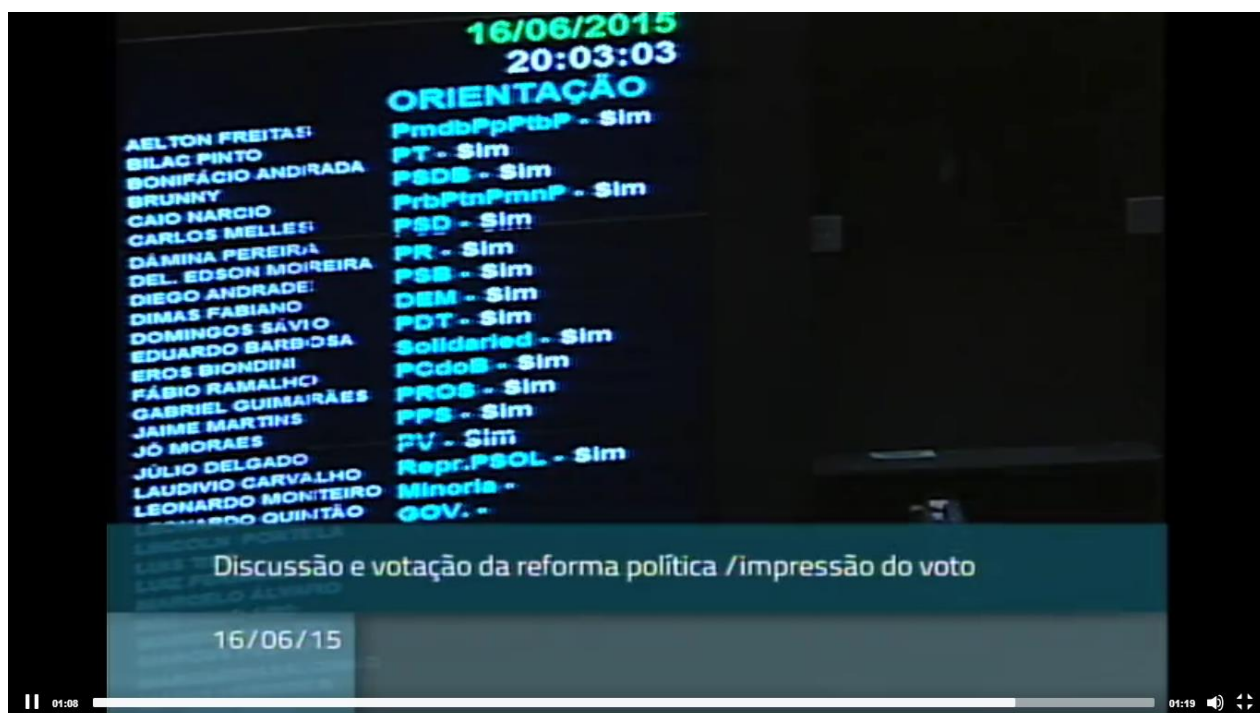 16/06/2015
20:03:03
ORIENTAÇÃO
AELTON FREITAS
BILAC PINTO
BONIFÁCIO ANDRADA
BRUNNY
CAIO NARCIO
CARLOS MELLES
DÂMINA PEREIRA
DEL. EDSON MOREIRA
DIEGO ANDRADE
DIMAS FABIANO
DOMINGOS SÁVIO
EDUARDO BARBOSA
EROS BIONDINI
FÁBIO RAMALHO
GABRIEL GUIMARÃES
JAIME MARTINS
JÔ MORAES
JÚLIO DELGADO
LAUDIVIO CARVALHO
LEONARDO MONTEIRO
LEONARDO QUINTÃO
LINCOLN PORTELA
MARCELO ÁLVARO
PmdbPpPtbP - Sim
PT - Sim
PSDB - Sim
PrbPtnPmnP - Sim
PSD - Sim
PR - Sim
PSB - Sim
DEM - Sim
PDT - Sim
Solidaried - Sim
PCdoB - Sim
PROS - Sim
PPS - Sim
PV - Sim
Repr.PSOL - Sim
Minoria -
GOV. -
Discussão e votação da reforma política /impressão do voto
16/06/15
01:08
01:19